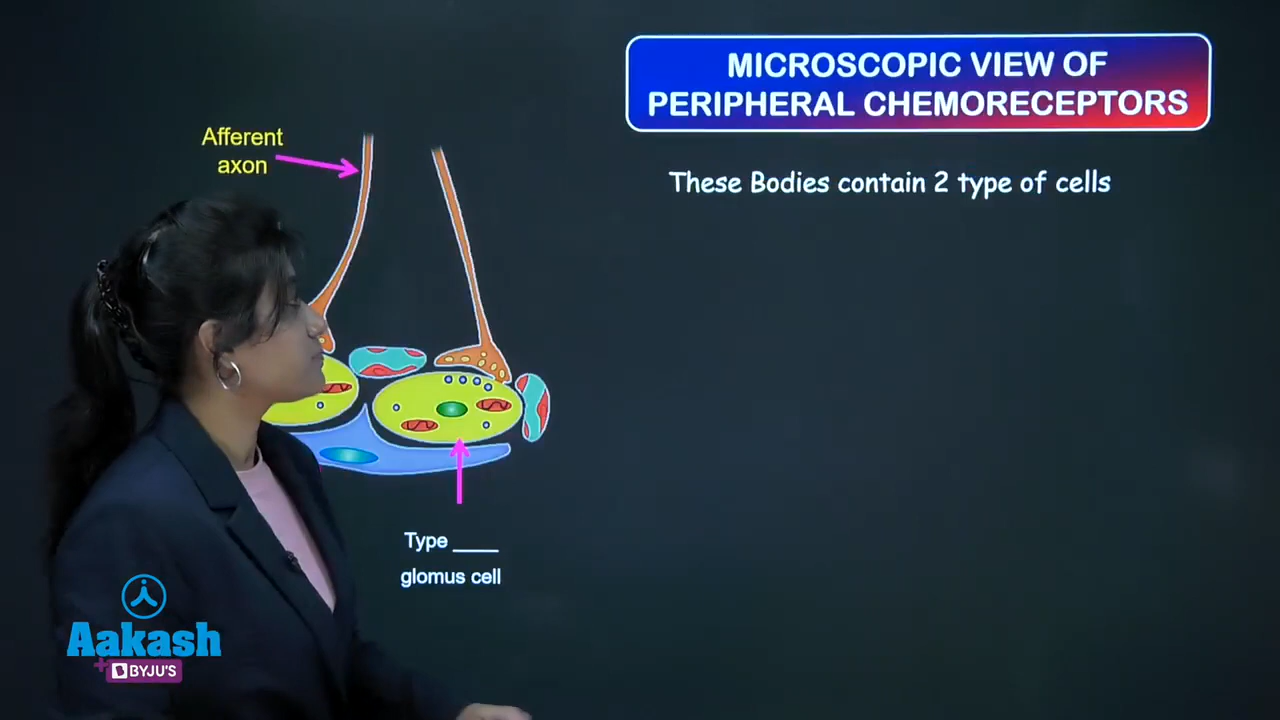 MICROSCOPIC VIEW OF
PERIPHERAL CHEMORECEPTORS
These Bodies contain 2 type of cells
Afferent
axon
Type ____
glomus cell
Aakash
+ BYJU'S